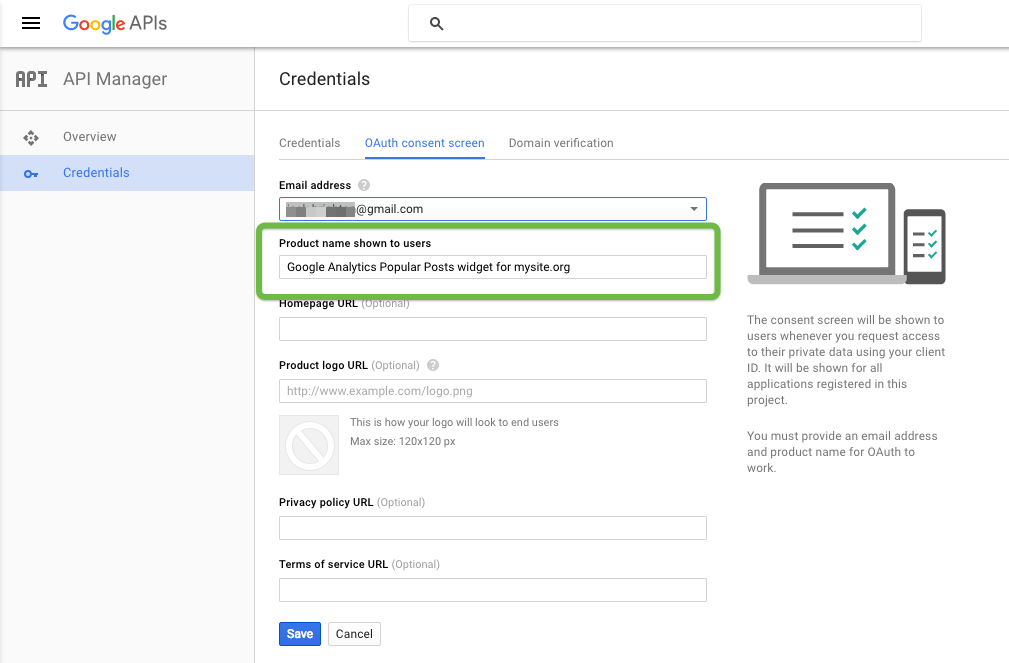 Google APIs
API API Manager
Credentials
Overview
Credentials
Credentials OAuth consent screen Domain verification
Email address ?
@gmail.com
Product name shown to users
Google Analytics Popular Posts widget for mysite.org
Homepage URL (Optional)
Product logo URL (Optional) ?
http://www.example.com/logo.png
This is how your logo will look to end users
Max size: 120x120 px
Privacy policy URL (Optional)
Terms of service URL (Optional)
Save Cancel
The consent screen will be shown to
users whenever you request access
to their private data using your client
ID. It will be shown for all
applications registered in this
project.
You must provide an email address
and product name for OAuth to
work.